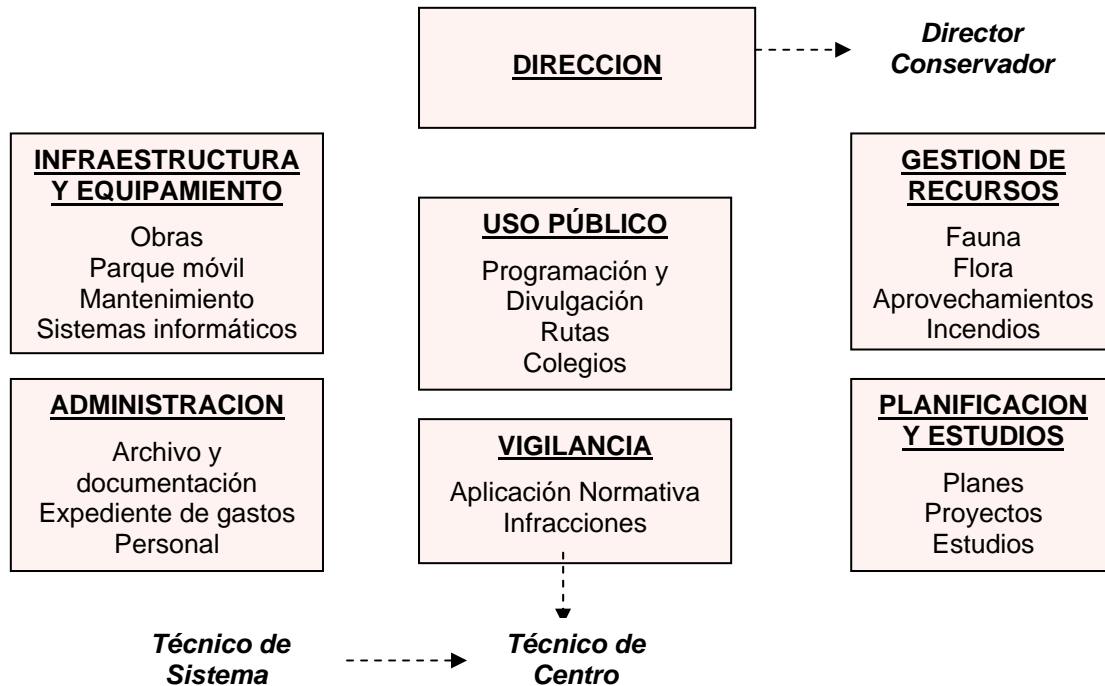 DIRECCION
Director
Conservador
INFRAESTRUCTURA
Y EQUIPAMIENTO
Obras
Parque móvil
Mantenimiento
Sistemas informáticos
USO PÚBLICO
Programación y
Divulgación
Rutas
Colegios
GESTION DE
RECURSOS
Fauna
Flora
Aprovechamientos
Incendios
ADMINISTRACION
Archivo y
documentación
Expediente de gastos
Personal
VIGILANCIA
Aplicación Normativa
Infracciones
PLANIFICACION
Y ESTUDIOS
Planes
Proyectos
Estudios
Técnico de
Sistema
Técnico de
Centro